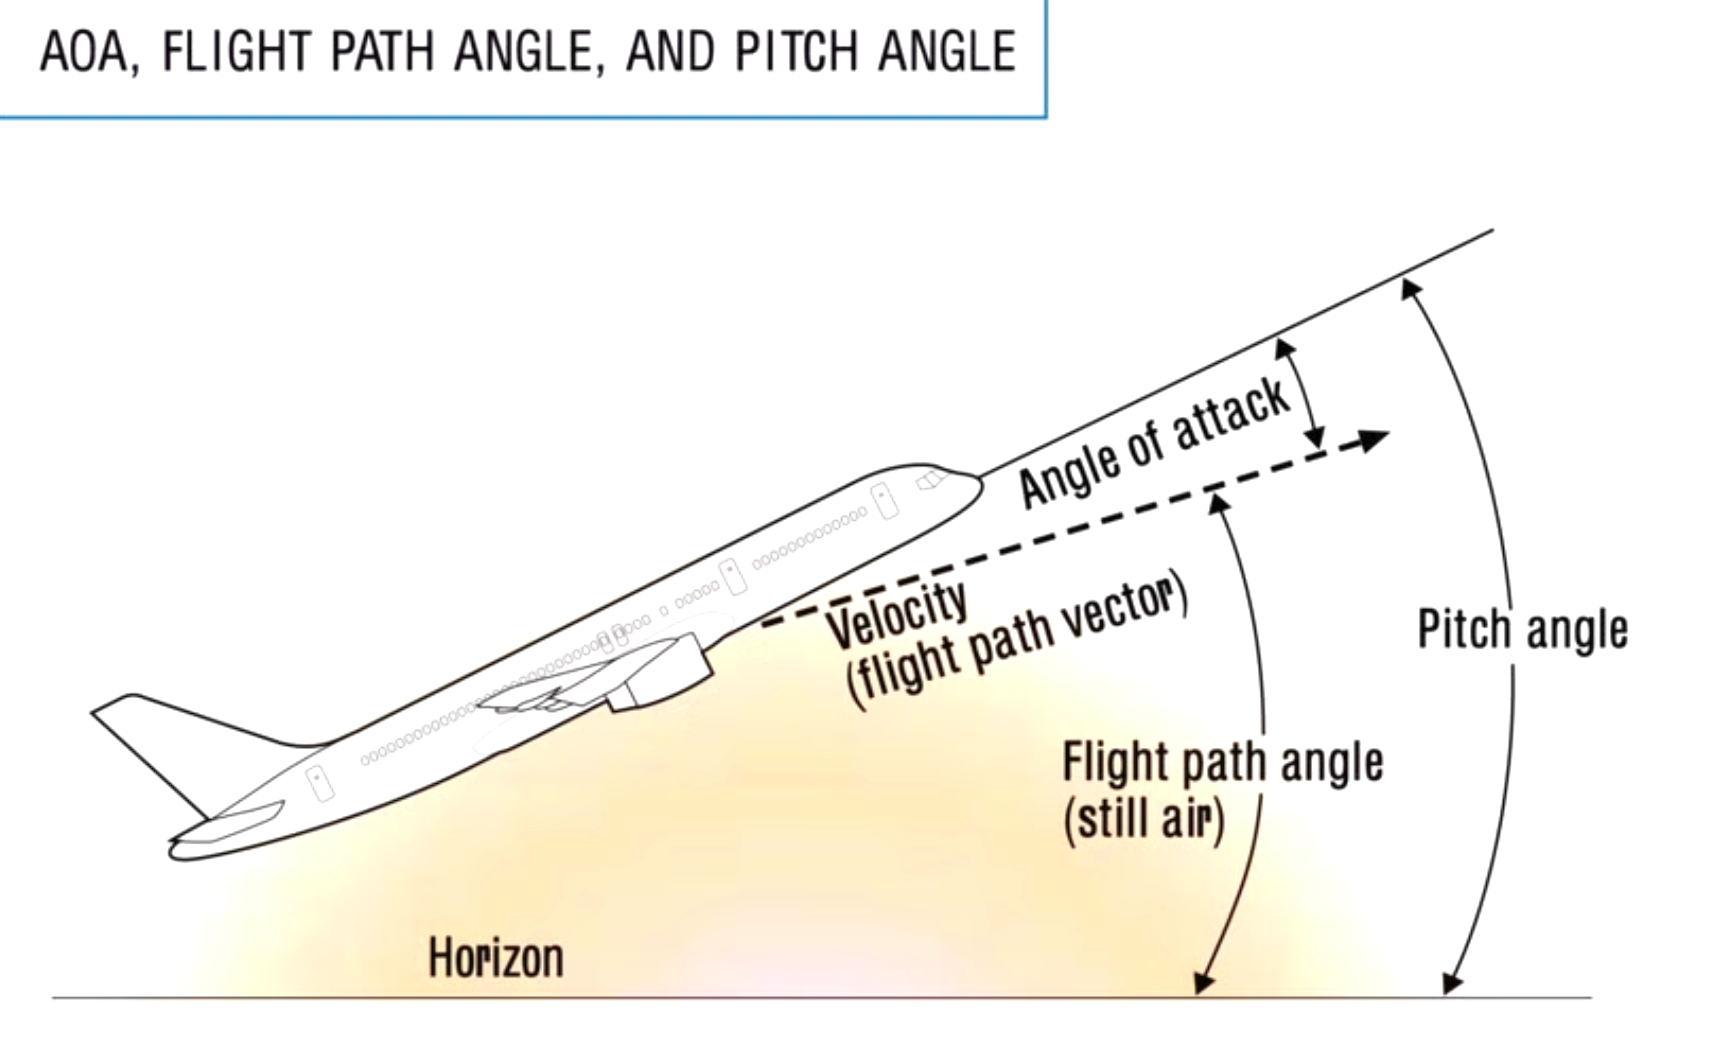 AOA, FLIGHT PATH ANGLE, AND PITCH ANGLE
Angle of attack
Velocity
(flight path vector)
Pitch angle
Flight path angle
(still air)
Horizon